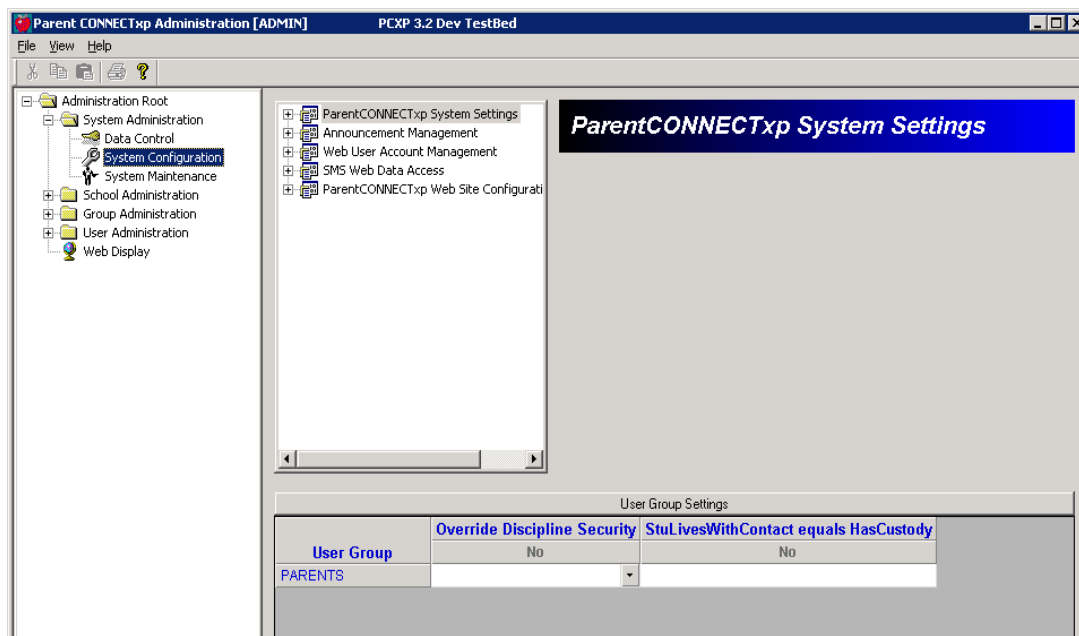 Parent CONNECTxp Administration [ADMIN] PCXP 3.2 Dev TestBed
File View Help
Administration Root
System Administration
Data Control
System Configuration
System Maintenance
School Administration
Group Administration
User Administration
Web Display
ParentCONNECTxp System Settings
Announcement Management
Web User Account Management
SMS Web Data Access
ParentCONNECTxp Web Site Configurati
ParentCONNECTxp System Settings
User Group Settings
User Group Override Discipline Security StuLivesWithContact equals HasCustody
No No
PARENTS